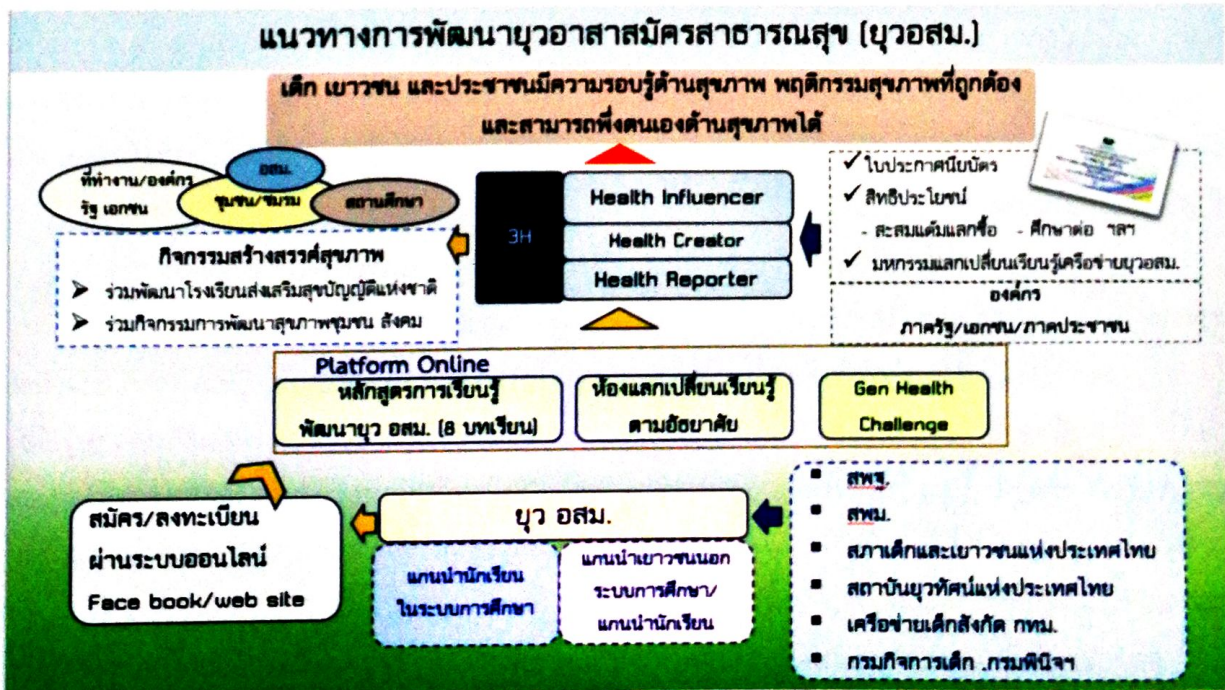 แนวทางการพัฒนายุวอาสาสมัครสาธารณสุข (ยุวอสม.)
เด็ก เยาวชน และประชาชนมีความรอบรู้ด้านสุขภาพ พฤติกรรมสุขภาพที่ถูกต้อง
และสามารถพึ่งตนเองด้านสุขภาพได้
ที่ทำงาน/องค์กร
รัฐ เอกชน
อสม.
ชุมชน/ชมรม
สถานศึกษา
กิจกรรมสร้างสรรค์สุขภาพ
➤ ร่วมพัฒนาโรงเรียนส่งเสริมสุขบัญญัติแห่งชาติ
➤ ร่วมกิจกรรมการพัฒนาสุขภาพชุมชน สังคม
3H
Health Influencer
Health Creator
Health Reporter
✓ ใบประกาศนียบัตร
✓ สิทธิประโยชน์
- สะสมแต้มแลกซื้อ - ศึกษาต่อ ฯลฯ
✓ มหกรรมแลกเปลี่ยนเรียนรู้เครือข่ายยุวอสม.
องค์กร
ภาครัฐ/เอกชน/ภาคประชาชน
Platform Online
หลักสูตรการเรียนรู้
พัฒนายุว อสม. (8 บทเรียน)
ห้องแลกเปลี่ยนเรียนรู้
ตามอัธยาศัย
Gen Health
Challenge
สมัคร/ลงทะเบียน
ผ่านระบบออนไลน์
Face book/web site
ยุว อสม.
แกนนำนักเรียน
ในระบบการศึกษา
แกนนำเยาวชนนอก
ระบบการศึกษา/
แกนนำนักเรียน
▪ สพฐ.
▪ สพม.
▪ สภาเด็กและเยาวชนแห่งประเทศไทย
▪ สถาบันยุวทัศน์แห่งประเทศไทย
▪ เครือข่ายเด็กสังกัด กทม.
▪ กรมกิจการเด็ก .กรมพินิจฯ